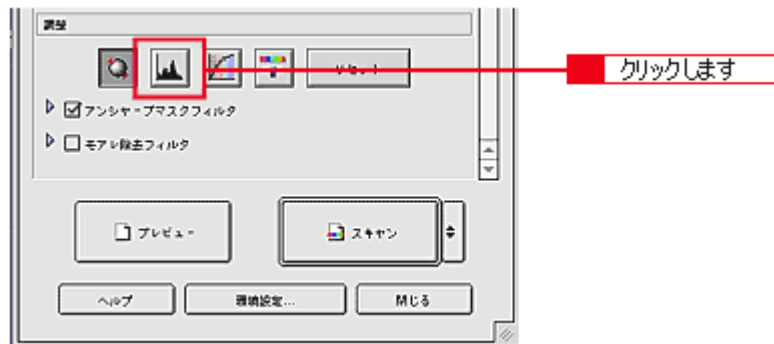 調整
リセット
クリックします
アンシャープマスクフィルタ
モアレ除去フィルタ
プレビュー
スキャン
ヘルプ
環境設定...
閉じる